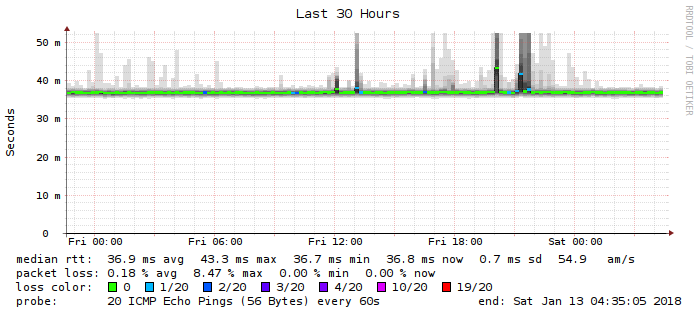 Last 30 Hours
RRDTOOL / TOBI OETIKER
Seconds
50 m
40 m
30 m
20 m
10 m
0
Fri 00:00 Fri 06:00 Fri 12:00 Fri 18:00 Sat 00:00
median rtt: 36.9 ms avg 43.3 ms max 36.7 ms min 36.8 ms now 0.7 ms sd 54.9 am/s
packet loss: 0.18 % avg 8.47 % max 0.00 % min 0.00 % now
loss color: 0 1/20 2/20 3/20 4/20 10/20 19/20
probe: 20 ICMP Echo Pings (56 Bytes) every 60s end: Sat Jan 13 04:35:05 2018